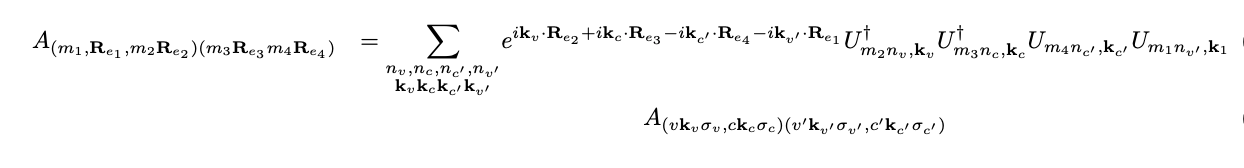 A_{(m_1,\mathbf{R}_{e_1},m_2\mathbf{R}_{e_2})(m_3\mathbf{R}_{e_3}m_4\mathbf{R}_{e_4})} = \sum_{\substack{n_v,n_c,n_{c'},n_{v'} \\ \mathbf{k}_v\mathbf{k}_c\mathbf{k}_{c'}\mathbf{k}_{v'}}} e^{i\mathbf{k}_v\cdot\mathbf{R}_{e_2}+i\mathbf{k}_c\cdot\mathbf{R}_{e_3}-i\mathbf{k}_{c'}\cdot\mathbf{R}_{e_4}-i\mathbf{k}_{v'}\cdot\mathbf{R}_{e_1}} U^{\dagger}_{m_2n_v,\mathbf{k}_v} U^{\dagger}_{m_3n_c,\mathbf{k}_c} U_{m_4n_{c'},\mathbf{k}_{c'}} U_{m_1n_{v'},\mathbf{k}_1} (
A_{(v\mathbf{k}_v\sigma_v,c\mathbf{k}_c\sigma_c)(v'\mathbf{k}_{v'}\sigma_{v'},c'\mathbf{k}_{c'}\sigma_{c'})} (